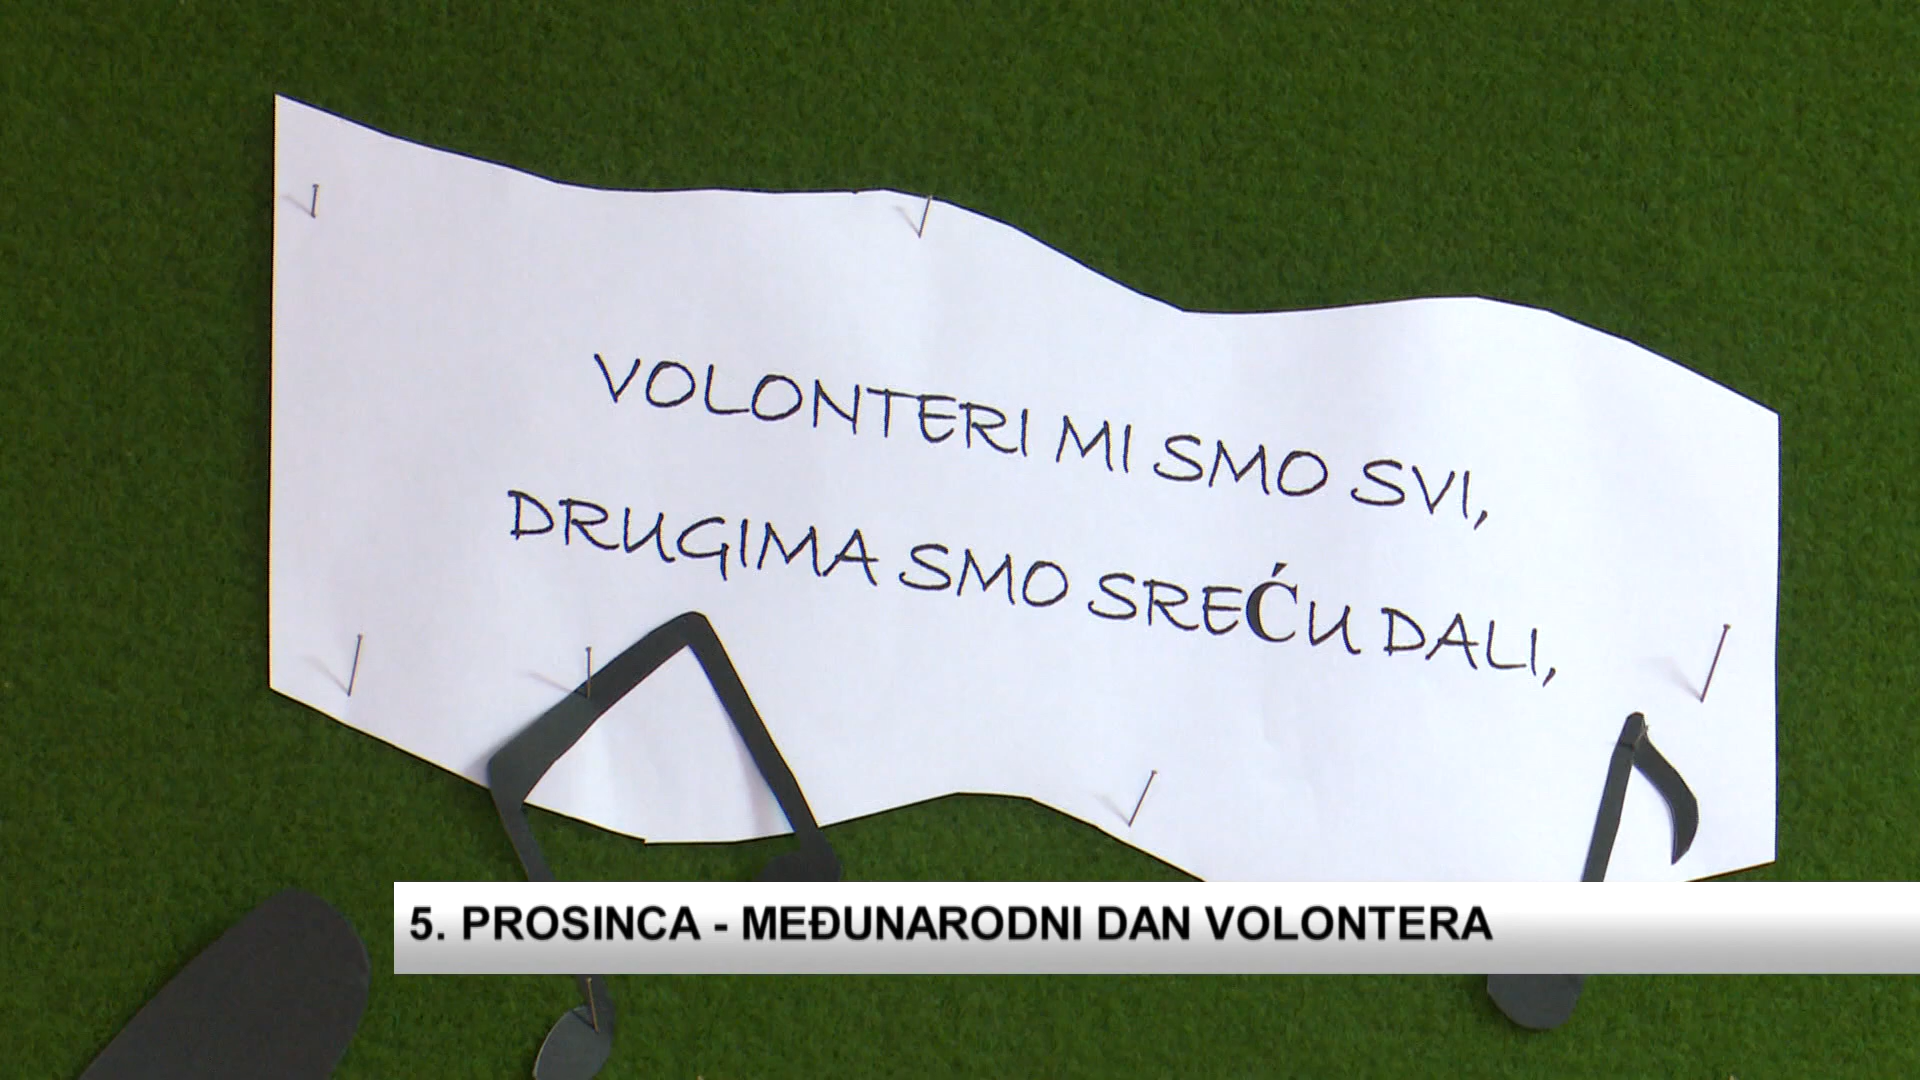 VOLONTERI MI SMO SVI,
DRUGIMA SMO SREĆU DALI,
5. PROSINCA - MEĐUNARODNI DAN VOLONTERA